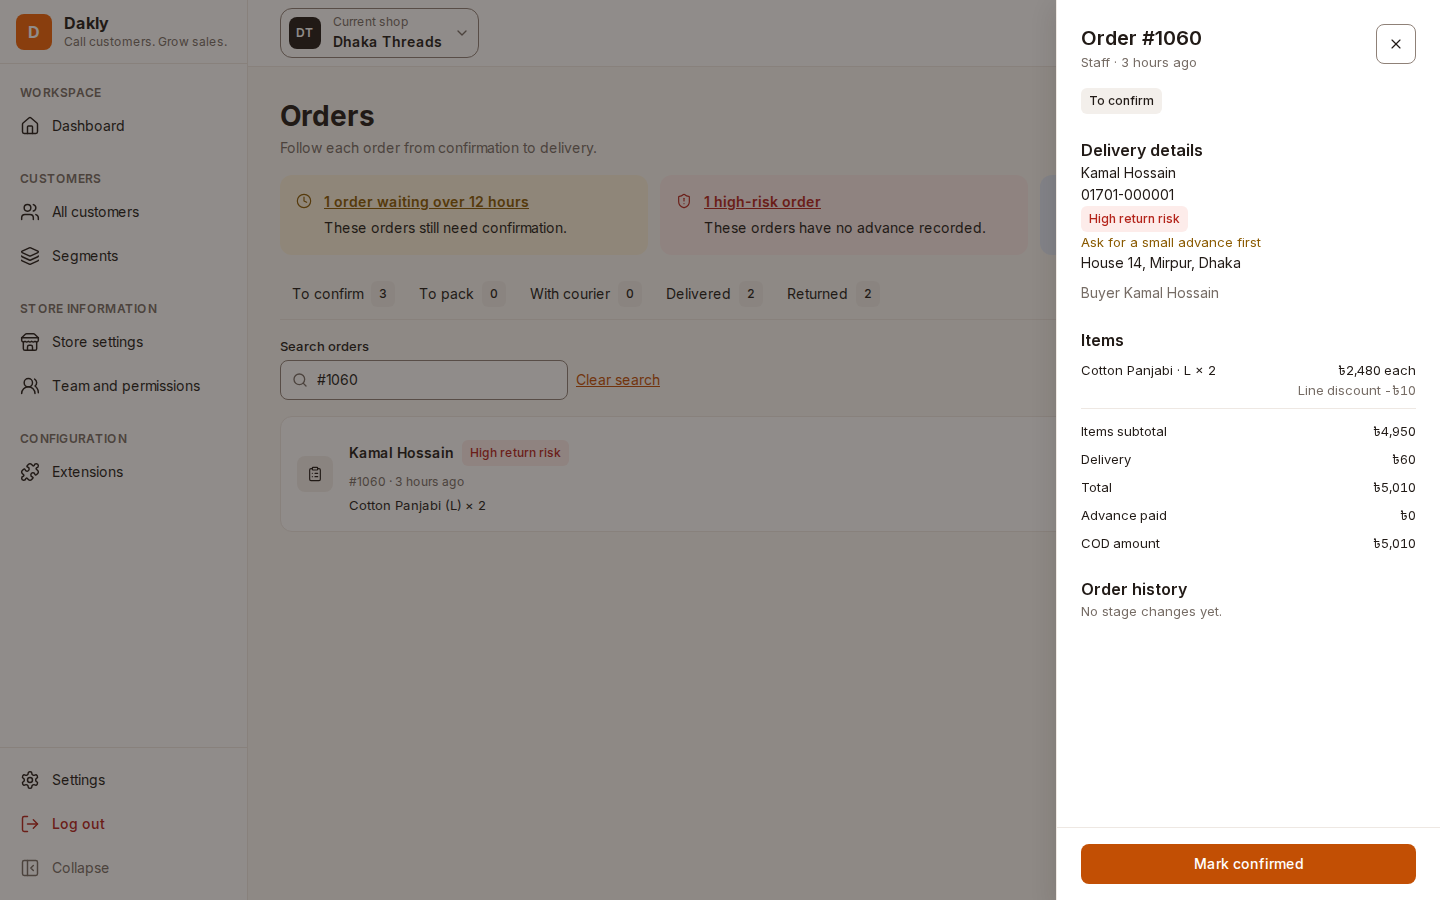 D
Dakly
Call customers. Grow sales.
WORKSPACE
Dashboard
CUSTOMERS
All customers
Segments
STORE INFORMATION
Store settings
Team and permissions
CONFIGURATION
Extensions
Settings
Log out
Collapse
DT
Current shop
Dhaka Threads
Orders
Follow each order from confirmation to delivery.
1 order waiting over 12 hours
These orders still need confirmation.
1 high-risk order
These orders have no advance recorded.
To confirm 3 To pack 0 With courier 0 Delivered 2 Returned 2
Search orders
#1060 Clear search
Kamal Hossain High return risk
#1060 · 3 hours ago
Cotton Panjabi (L) × 2
Order #1060
Staff · 3 hours ago
To confirm
Delivery details
Kamal Hossain
01701-000001
High return risk
Ask for a small advance first
House 14, Mirpur, Dhaka
Buyer Kamal Hossain
Items
Cotton Panjabi · L × 2 ৳2,480 each
Line discount -৳10
Items subtotal ৳4,950
Delivery ৳60
Total ৳5,010
Advance paid ৳0
COD amount ৳5,010
Order history
No stage changes yet.
Mark confirmed